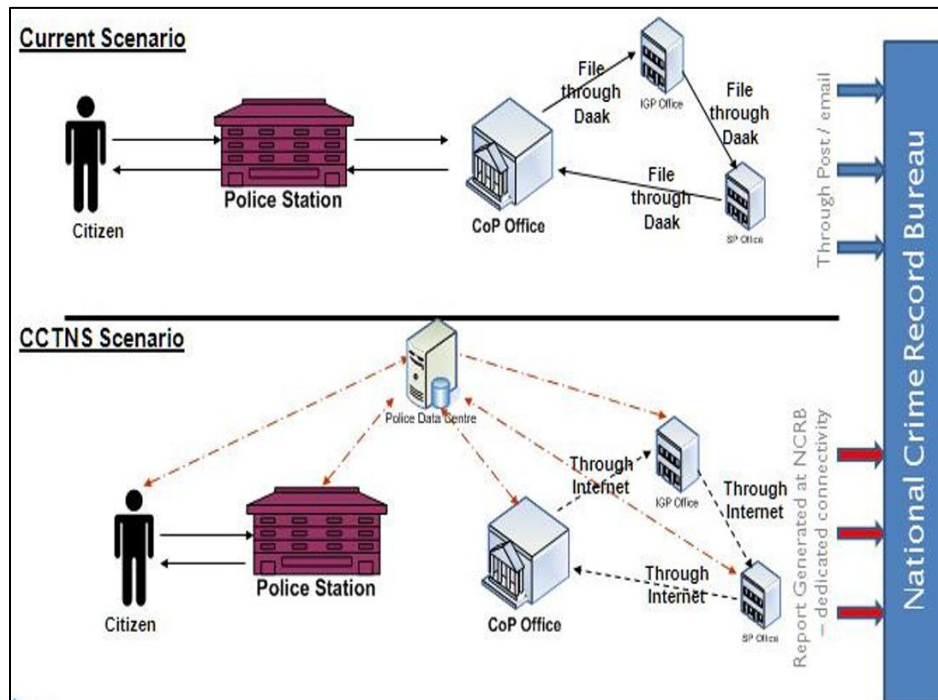 Current Scenario
File
through
Daak
IGP Office
File
through
Daak
Citizen
Police Station
CoP Office
File
through
Daak
SP Office
Through Post / email
CCTNS Scenario
Police Data Centre
Through
Internet
IGP Office
Through
Internet
Citizen
Police Station
CoP Office
Through
Internet
SP Office
Report Generated at NCRB
– dedicated connectivity
National Crime Record Bureau